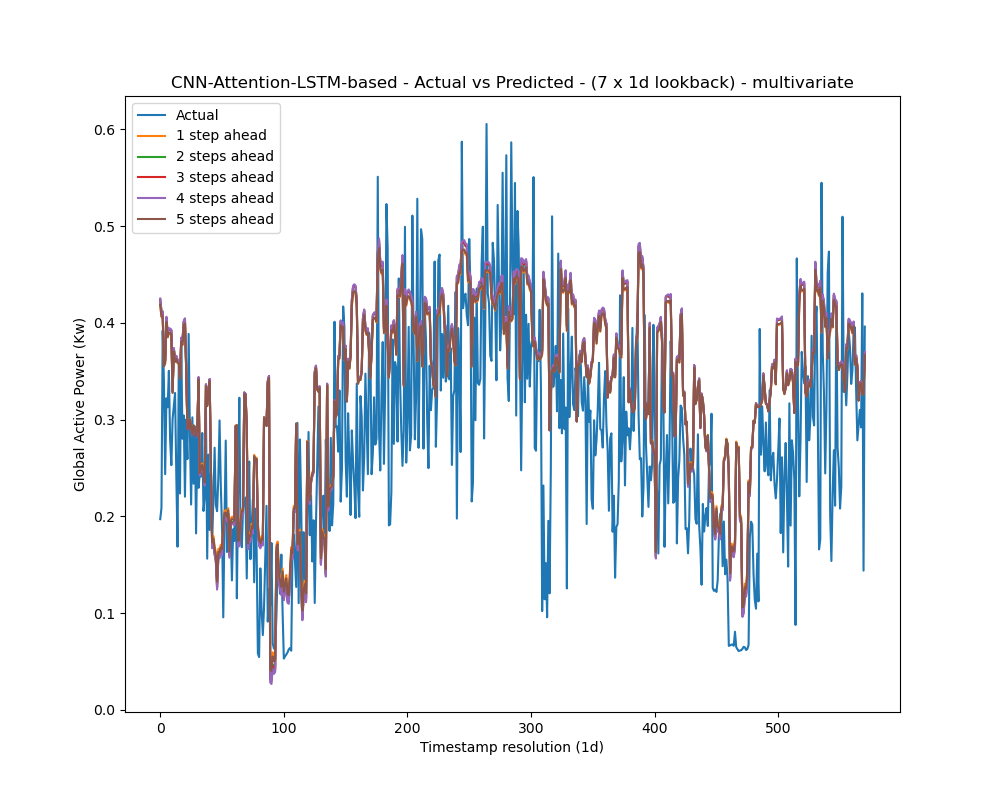 CNN-Attention-LSTM-based - Actual vs Predicted - (7 x 1d lookback) - multivariate
Actual
1 step ahead
2 steps ahead
3 steps ahead
4 steps ahead
5 steps ahead
0.6
0.5
0.4
0.3
0.2
0.1
0.0
Global Active Power (Kw)
0 100 200 300 400 500
Timestamp resolution (1d)